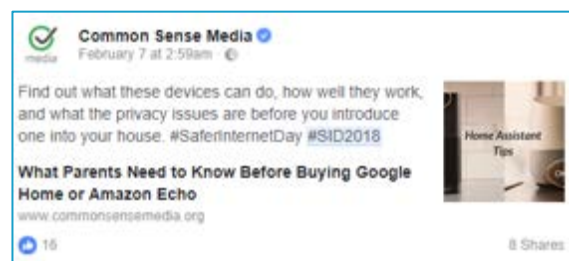 Common Sense Media
media
February 7 at 2:59am ·
Find out what these devices can do, how well they work,
and what the privacy issues are before you introduce
one into your house. #SaferInternetDay #SID2018
Home Assistant
Tips
What Parents Need to Know Before Buying Google
Home or Amazon Echo
www.commonsensemedia.org
16
8 Shares